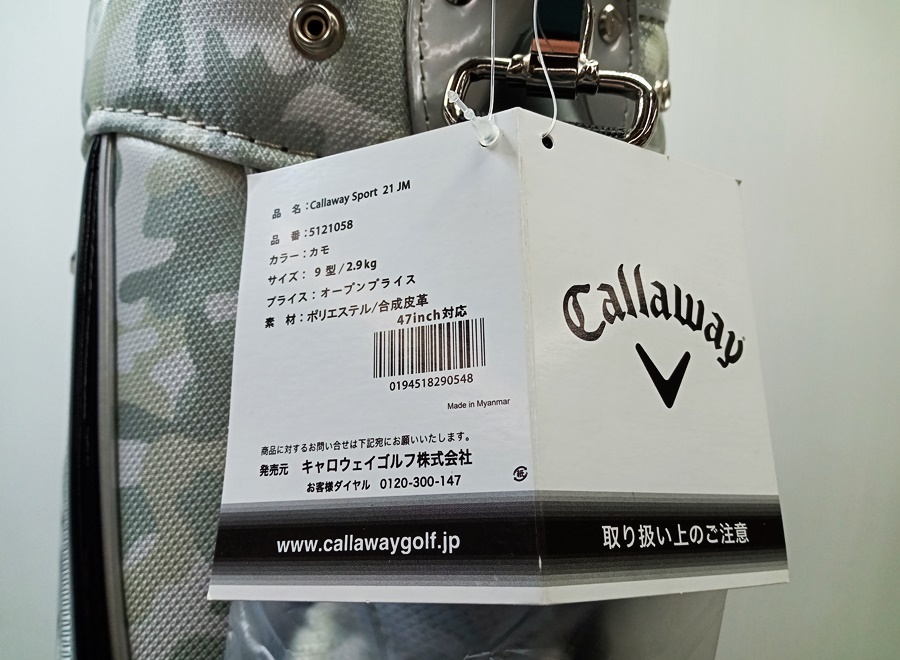 品 名：Callaway Sport 21 JM
品 番：5121058
カラー：カモ
サイズ： 9 型 / 2.9kg
プライス：オープンプライス
素 材：ポリエステル/合成皮革
47inch対応
0194518290548
Made in Myanmar
商品に対するお問い合せは下記宛にお願いいたします。
発売元 キャロウェイゴルフ株式会社
お客様ダイヤル 0120-300-147
紙
www.callawaygolf.jp
Callaway
取り扱い上のご注意